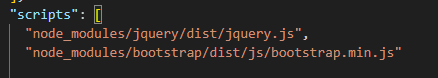 "scripts": [
"node_modules/jquery/dist/jquery.js",
"node_modules/bootstrap/dist/js/bootstrap.min.js"